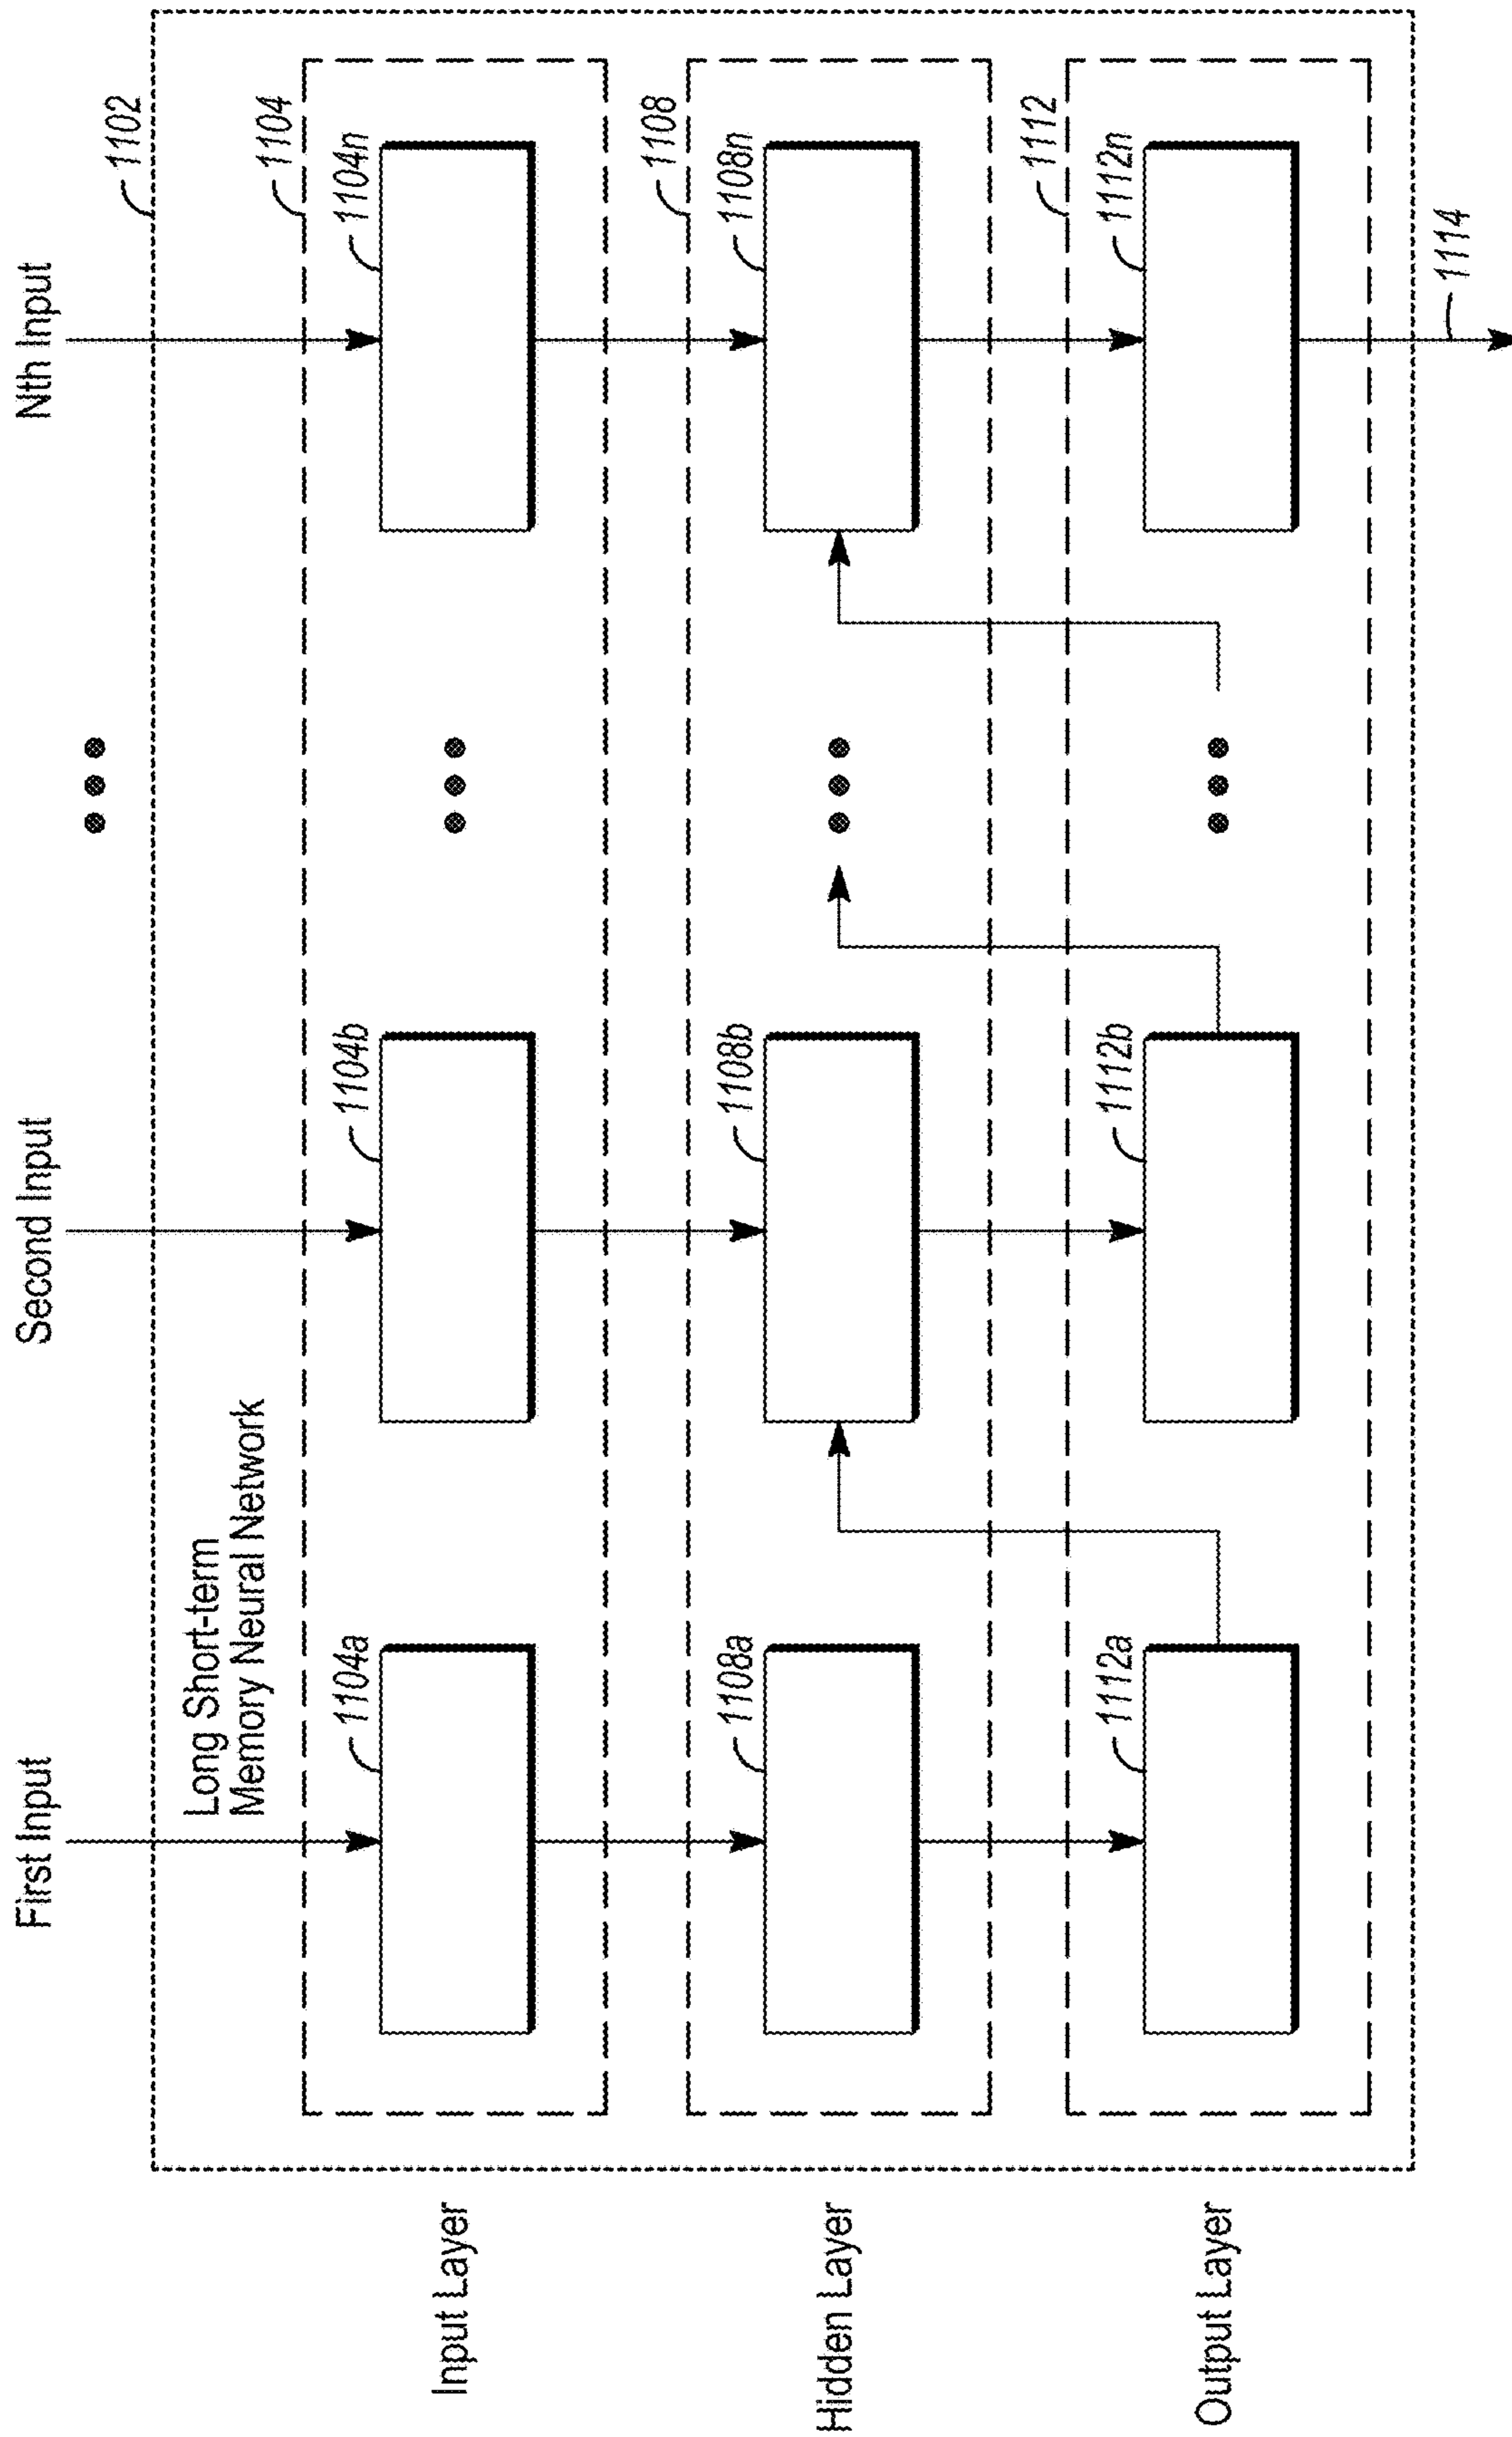 First Input
Second Input
Nth Input
1102
Long Short-term
Memory Neural Network
1104
Input Layer
1104a
1104b
1104n
1108
Hidden Layer
1108a
1108b
1108n
1112
Output Layer
1112a
1112b
1112n
1114